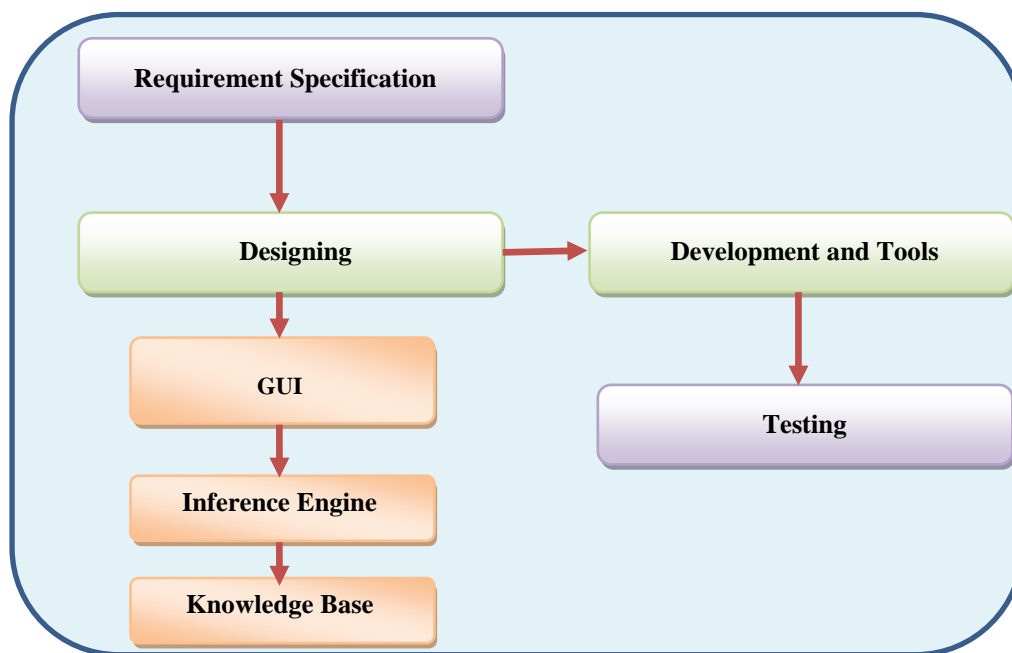 Requirement Specification
Designing
Development and Tools
GUI
Testing
Inference Engine
Knowledge Base